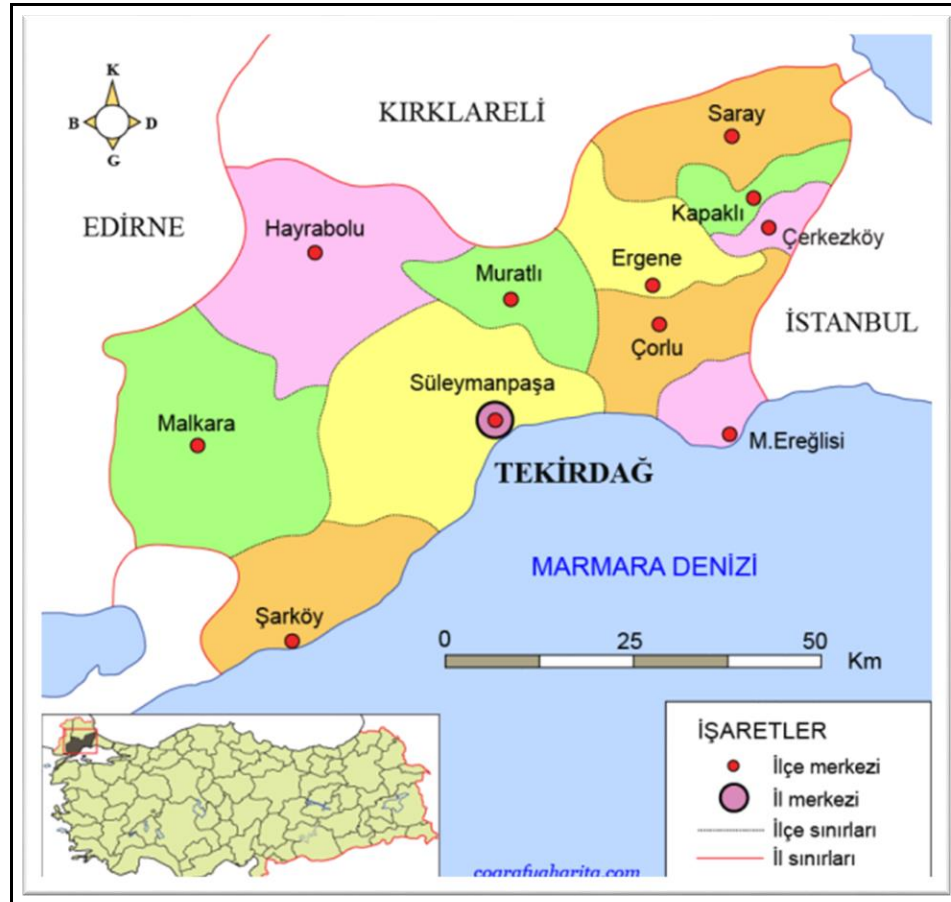 K
B D
G
KIRKLARELİ
EDİRNE
İSTANBUL
Saray
Kapaklı
Çerkezköy
Hayrabolu
Muratlı
Ergene
Çorlu
Süleymanpaşa
Malkara
M.Ereğlisi
TEKİRDAĞ
MARMARA DENİZİ
Şarköy
0 25 50
Km
İŞARETLER
İlçe merkezi
İl merkezi
İlçe sınırları
İl sınırları
cografyaharita.com